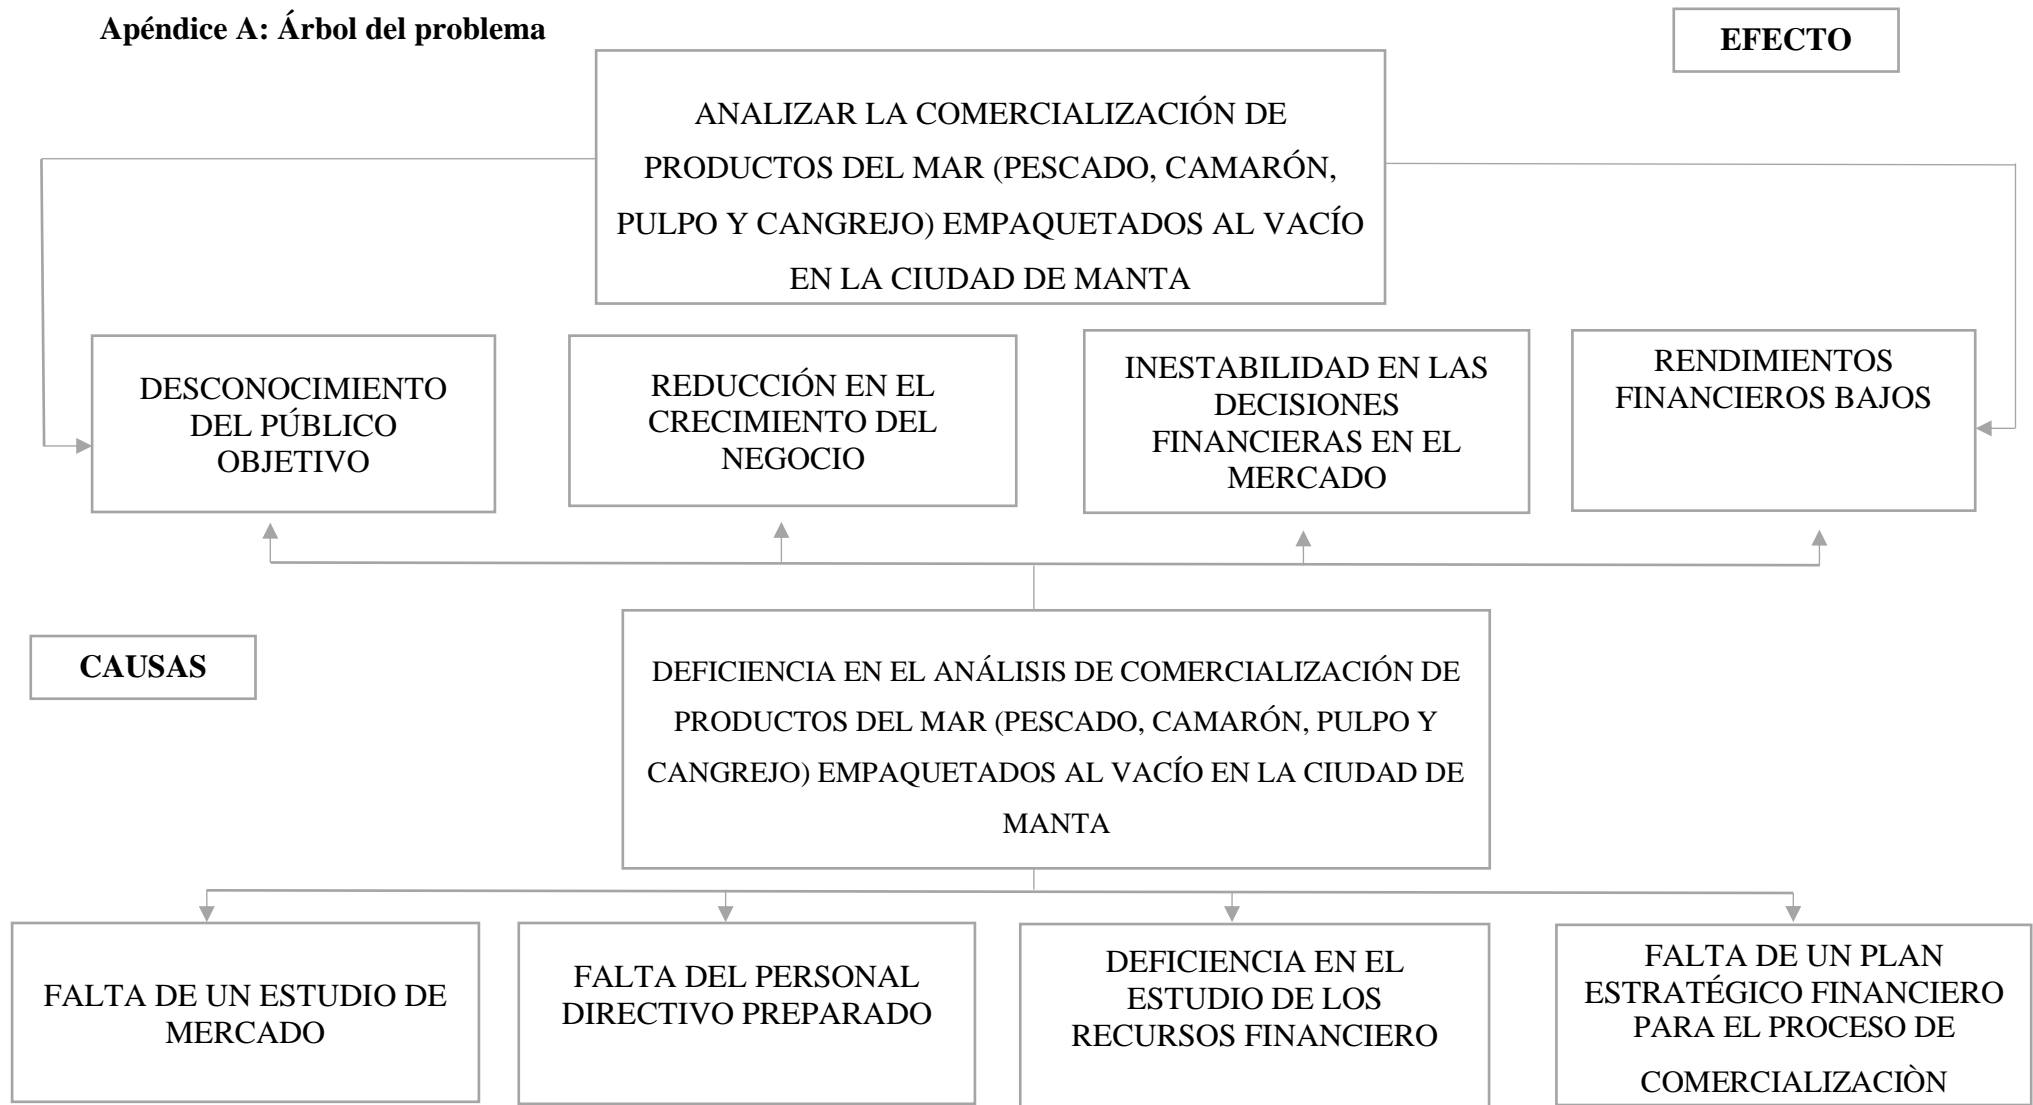 Apéndice A: Árbol del problema
EFECTO
ANALIZAR LA COMERCIALIZACIÓN DE
PRODUCTOS DEL MAR (PESCADO, CAMARÓN,
PULPO Y CANGREJO) EMPAQUETADOS AL VACÍO
EN LA CIUDAD DE MANTA
DESCONOCIMIENTO
DEL PÚBLICO
OBJETIVO
REDUCCIÓN EN EL
CRECIMIENTO DEL
NEGOCIO
INESTABILIDAD EN LAS
DECISIONES
FINANCIERAS EN EL
MERCADO
RENDIMIENTOS
FINANCIEROS BAJOS
CAUSAS
DEFICIENCIA EN EL ANÁLISIS DE COMERCIALIZACIÓN DE
PRODUCTOS DEL MAR (PESCADO, CAMARÓN, PULPO Y
CANGREJO) EMPAQUETADOS AL VACÍO EN LA CIUDAD DE
MANTA
FALTA DE UN ESTUDIO DE
MERCADO
FALTA DEL PERSONAL
DIRECTIVO PREPARADO
DEFICIENCIA EN EL
ESTUDIO DE LOS
RECURSOS FINANCIERO
FALTA DE UN PLAN
ESTRATÉGICO FINANCIERO
PARA EL PROCESO DE
COMERCIALIZACIÒN